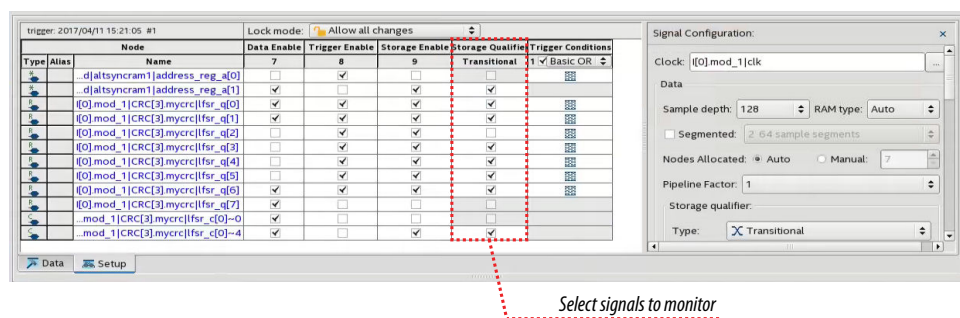 trigger: 2017/04/11 15:21:05 #1
Lock mode: Allow all changes
Signal Configuration:
Node
Data Enable Trigger Enable Storage Enable Storage Qualifier Trigger Conditions
Type Alias Name 7 8 9 Transitional 1 Basic OR
...d|altsyncram1|address_reg_a[0]
...d|altsyncram1|address_reg_a[1]
l[0].mod_1|CRC[3].mycrc|lfsr_q[0]
l[0].mod_1|CRC[3].mycrc|lfsr_q[1]
l[0].mod_1|CRC[3].mycrc|lfsr_q[2]
l[0].mod_1|CRC[3].mycrc|lfsr_q[3]
l[0].mod_1|CRC[3].mycrc|lfsr_q[4]
l[0].mod_1|CRC[3].mycrc|lfsr_q[5]
l[0].mod_1|CRC[3].mycrc|lfsr_q[6]
l[0].mod_1|CRC[3].mycrc|lfsr_q[7]
...mod_1|CRC[3].mycrc|lfsr_c[0]~0
...mod_1|CRC[3].mycrc|lfsr_c[0]~4
Data Setup
Clock: l[0].mod_1|clk ...
Data
Sample depth: 128 RAM type: Auto
Segmented: 2 64 sample segments
Nodes Allocated: Auto Manual: 7
Pipeline Factor: 1
Storage qualifier:
Type: Transitional
Select signals to monitor